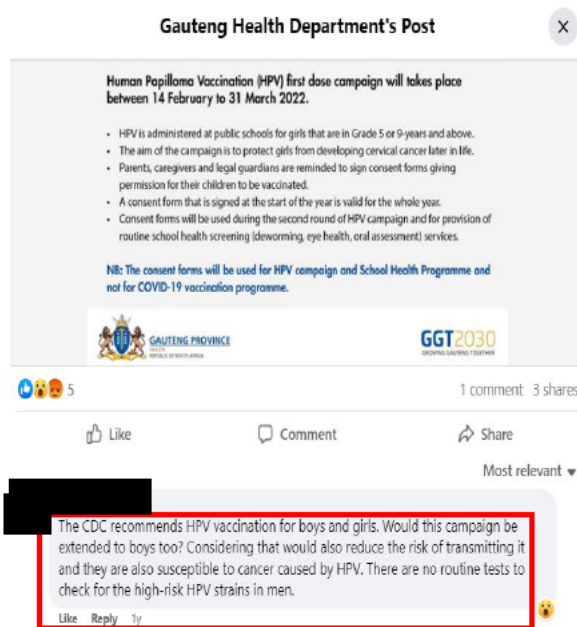 Gauteng Health Department's Post
Human Papilloma Vaccination (HPV) first dose campaign will takes place
between 14 February to 31 March 2022.
• HPV is administered at public schools for girls that are in Grade 5 or 9-years and above.
• The aim of the campaign is to protect girls from developing cervical cancer later in life.
• Parents, caregivers and legal guardians are reminded to sign consent forms giving
permission for their children to be vaccinated.
• A consent form that is signed at the start of the year is valid for the whole year.
• Consent forms will be used during the second round of HPV campaign and for provision of
routine school health screening (deworming, eye health, oral assessment) services.
NB: The consent forms will be used for HPV campaign and School Health Programme and
not for COVID-19 vaccination programme.
GAUTENG PROVINCE
HEALTH
REPUBLIC OF SOUTH AFRICA
GGT2030
GROWING GAUTENG TOGETHER
5
1 comment 3 shares
Like Comment Share
Most relevant
The CDC recommends HPV vaccination for boys and girls. Would this campaign be
extended to boys too? Considering that would also reduce the risk of transmitting it
and they are also susceptible to cancer caused by HPV. There are no routine tests to
check for the high-risk HPV strains in men.
Like Reply 1y